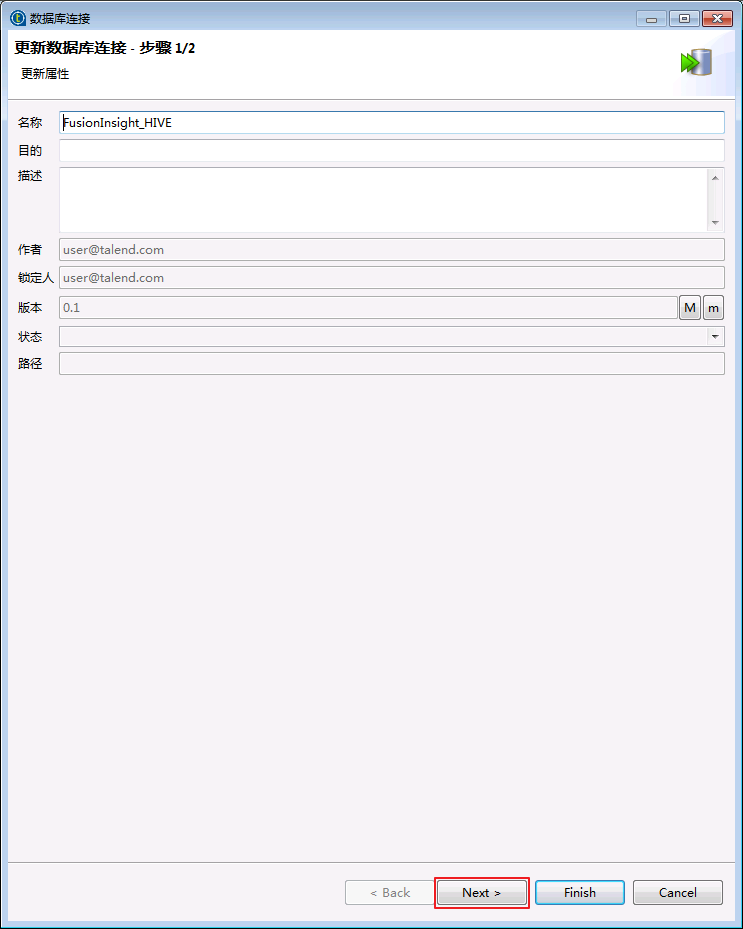 数据库连接
更新数据库连接 - 步骤 1/2
更新属性
名称 FusionInsight_HIVE
目的
描述
作者 user@talend.com
锁定人 user@talend.com
版本 0.1 M m
状态
路径
< Back Next > Finish Cancel